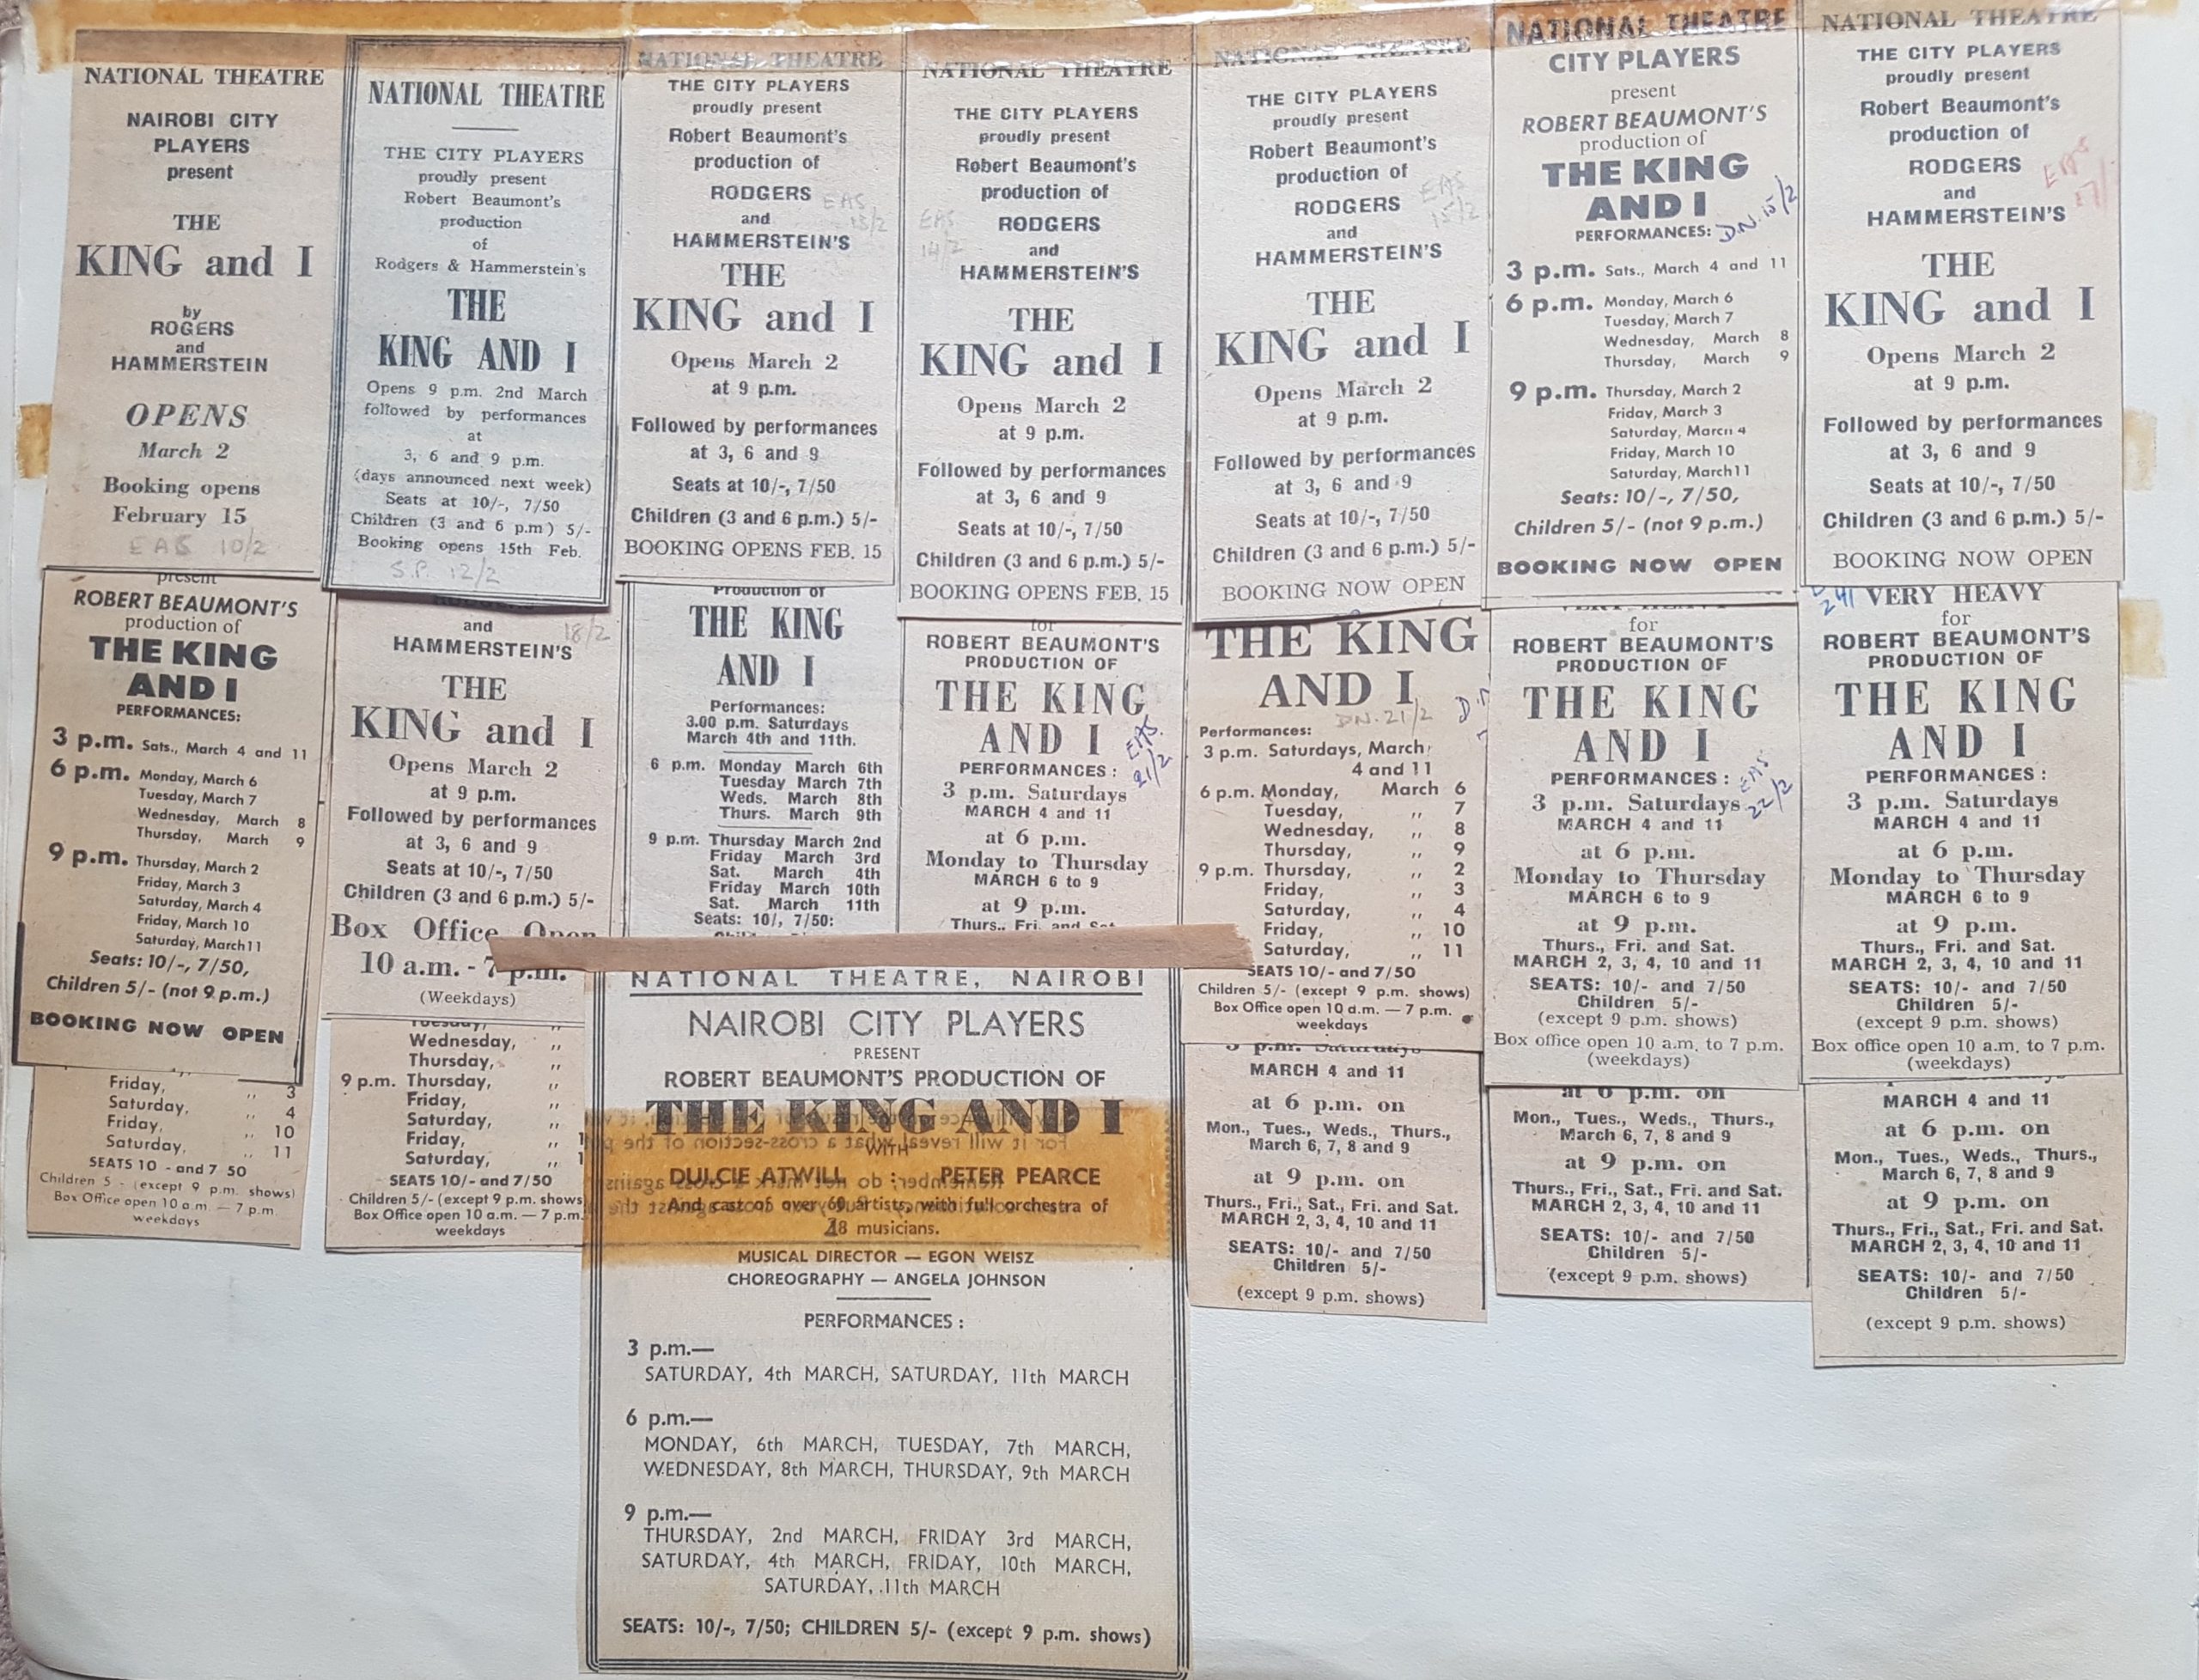 NATIONAL THEATRE
NAIROBI CITY
PLAYERS
present
THE
KING and I
by
ROGERS
and
HAMMERSTEIN
OPENS
March 2
Booking opens
February 15
EAS 10/2
NATIONAL THEATRE
THE CITY PLAYERS
proudly present
Robert Beaumont's
production
of
Rodgers & Hammerstein's
THE
KING AND I
Opens 9 p.m. 2nd March
followed by performances
at
3, 6 and 9 p.m.
(days announced next week)
Seats at 10/-, 7/50
Children (3 and 6 p.m) 5/-
Booking opens 15th Feb.
S.P. 12/2
NATIONAL THEATRE
THE CITY PLAYERS
proudly present
Robert Beaumont's
production of
RODGERS
EAS
13/2
and
HAMMERSTEIN'S
THE
KING and I
Opens March 2
at 9 p.m.
Followed by performances
at 3, 6 and 9
Seats at 10/-, 7/50
Children (3 and 6 p.m.) 5/-
BOOKING OPENS FEB. 15
NATIONAL THEATRE
THE CITY PLAYERS
proudly present
Robert Beaumont's
production of
EAS
14/2
RODGERS
and
HAMMERSTEIN'S
THE
KING and I
Opens March 2
at 9 p.m.
Followed by performances
at 3, 6 and 9
Seats at 10/-, 7/50
Children (3 and 6 p.m.) 5/-
BOOKING OPENS FEB. 15
NATIONAL THEATRE
THE CITY PLAYERS
proudly present
Robert Beaumont's
production of
EAS
15/2
RODGERS
and
HAMMERSTEIN'S
THE
KING and I
Opens March 2
at 9 p.m.
Followed by performances
at 3, 6 and 9
Seats at 10/-, 7/50
Children (3 and 6 p.m.) 5/-
BOOKING NOW OPEN
NATIONAL THEATRE
CITY PLAYERS
present
ROBERT BEAUMONT'S
production of
THE KING
AND I
PERFORMANCES:
DN. 15/2
3 p.m. Sats., March 4 and 11
6 p.m. Monday, March 6
Tuesday, March 7
Wednesday, March 8
Thursday, March 9
9 p.m. Thursday, March 2
Friday, March 3
Saturday, March 4
Friday, March 10
Saturday, March11
Seats: 10/-, 7/50,
Children 5/- (not 9 p.m.)
BOOKING NOW OPEN
NATIONAL THEATRE
THE CITY PLAYERS
proudly present
Robert Beaumont's
production of
RODGERS
EAS
and
HAMMERSTEIN'S
THE
KING and I
Opens March 2
at 9 p.m.
Followed by performances
at 3, 6 and 9
Seats at 10/-, 7/50
Children (3 and 6 p.m.) 5/-
BOOKING NOW OPEN
present
ROBERT BEAUMONT'S
production of
THE KING
AND I
PERFORMANCES:
3 p.m. Sats., March 4 and 11
6 p.m. Monday, March 6
Tuesday, March 7
Wednesday, March 8
Thursday, March 9
9 p.m. Thursday, March 2
Friday, March 3
Saturday, March 4
Friday, March 10
Saturday, March11
Seats: 10/-, 7/50,
Children 5/- (not 9 p.m.)
BOOKING NOW OPEN
and
18/2
HAMMERSTEIN'S
THE
KING and I
Opens March 2
at 9 p.m.
Followed by performances
at 3, 6 and 9
Seats at 10/-, 7/50
Children (3 and 6 p.m.) 5/-
Box Office Open
10 a.m. - 7 p.m.
(Weekdays)
Production of
THE KING
AND I
Performances:
3.00 p.m. Saturdays
March 4th and 11th.
6 p.m. Monday March 6th
Tuesday March 7th
Weds. March 8th
Thurs. March 9th
9 p.m. Thursday March 2nd
Friday March 3rd
Sat. March 4th
Friday March 10th
Sat. March 11th
Seats: 10/, 7/50:
for
ROBERT BEAUMONT'S
PRODUCTION OF
THE KING
AND I
EAS.
21/2
PERFORMANCES :
3 p.m. Saturdays
MARCH 4 and 11
at 6 p.m.
Monday to Thursday
MARCH 6 to 9
at 9 p.m.
Thurs., Fri. and Sat.
THE KING
AND I
DN. 21/2
Performances:
3 p.m. Saturdays, March
4 and 11
6 p.m. Monday, March 6
Tuesday, ,, 7
Wednesday, ,, 8
Thursday, ,, 9
9 p.m. Thursday, ,, 2
Friday, ,, 3
Saturday, ,, 4
Friday, ,, 10
Saturday, ,, 11
SEATS 10/- and 7/50
Children 5/- (except 9 p.m. shows)
Box Office open 10 a.m. — 7 p.m.
weekdays
VERY HEAVY
for
ROBERT BEAUMONT'S
PRODUCTION OF
THE KING
AND I
PERFORMANCES :
EAS
22/2
3 p.m. Saturdays
MARCH 4 and 11
at 6 p.m.
Monday to Thursday
MARCH 6 to 9
at 9 p.m.
Thurs., Fri. and Sat.
MARCH 2, 3, 4, 10 and 11
SEATS: 10/- and 7/50
Children 5/-
(except 9 p.m. shows)
Box office open 10 a.m. to 7 p.m.
(weekdays)
VERY HEAVY
for
ROBERT BEAUMONT'S
PRODUCTION OF
THE KING
AND I
PERFORMANCES :
3 p.m. Saturdays
MARCH 4 and 11
at 6 p.m.
Monday to Thursday
MARCH 6 to 9
at 9 p.m.
Thurs., Fri. and Sat.
MARCH 2, 3, 4, 10 and 11
SEATS: 10/- and 7/50
Children 5/-
(except 9 p.m. shows)
Box office open 10 a.m. to 7 p.m.
(weekdays)
Friday, ,, 3
Saturday, ,, 4
Friday, ,, 10
Saturday, ,, 11
SEATS 10 - and 7 50
Children 5 - (except 9 p.m. shows)
Box Office open 10 a.m. — 7 p.m.
weekdays
Tuesday, ,,
Wednesday, ,,
Thursday, ,,
9 p.m. Thursday, ,,
Friday, ,,
Saturday, ,,
Friday, ,, 1
Saturday, ,, 1
SEATS 10/- and 7/50
Children 5/- (except 9 p.m. shows
Box Office open 10 a.m. — 7 p.m.
weekdays
NATIONAL THEATRE, NAIROBI
NAIROBI CITY PLAYERS
PRESENT
ROBERT BEAUMONT'S PRODUCTION OF
THE KING AND I
WITH
DULCIE ATWILL : PETER PEARCE
And cast of over 60 artists, with full orchestra of
28 musicians.
MUSICAL DIRECTOR — EGON WEISZ
CHOREOGRAPHY — ANGELA JOHNSON
PERFORMANCES :
3 p.m.—
SATURDAY, 4th MARCH, SATURDAY, 11th MARCH
6 p.m.—
MONDAY, 6th MARCH, TUESDAY, 7th MARCH,
WEDNESDAY, 8th MARCH, THURSDAY, 9th MARCH
9 p.m.—
THURSDAY, 2nd MARCH, FRIDAY 3rd MARCH,
SATURDAY, 4th MARCH, FRIDAY, 10th MARCH,
SATURDAY, 11th MARCH
SEATS: 10/-, 7/50; CHILDREN 5/- (except 9 p.m. shows)
3 p.m. Saturdays
MARCH 4 and 11
at 6 p.m. on
Mon., Tues., Weds., Thurs.,
March 6, 7, 8 and 9
at 9 p.m. on
Thurs., Fri., Sat., Fri. and Sat.
MARCH 2, 3, 4, 10 and 11
SEATS: 10/- and 7/50
Children 5/-
(except 9 p.m. shows)
at 6 p.m. on
Mon., Tues., Weds., Thurs.,
March 6, 7, 8 and 9
at 9 p.m. on
Thurs., Fri., Sat., Fri. and Sat.
MARCH 2, 3, 4, 10 and 11
SEATS: 10/- and 7/50
Children 5/-
(except 9 p.m. shows)
MARCH 4 and 11
at 6 p.m. on
Mon., Tues., Weds., Thurs.,
March 6, 7, 8 and 9
at 9 p.m. on
Thurs., Fri., Sat., Fri. and Sat.
MARCH 2, 3, 4, 10 and 11
SEATS: 10/- and 7/50
Children 5/-
(except 9 p.m. shows)